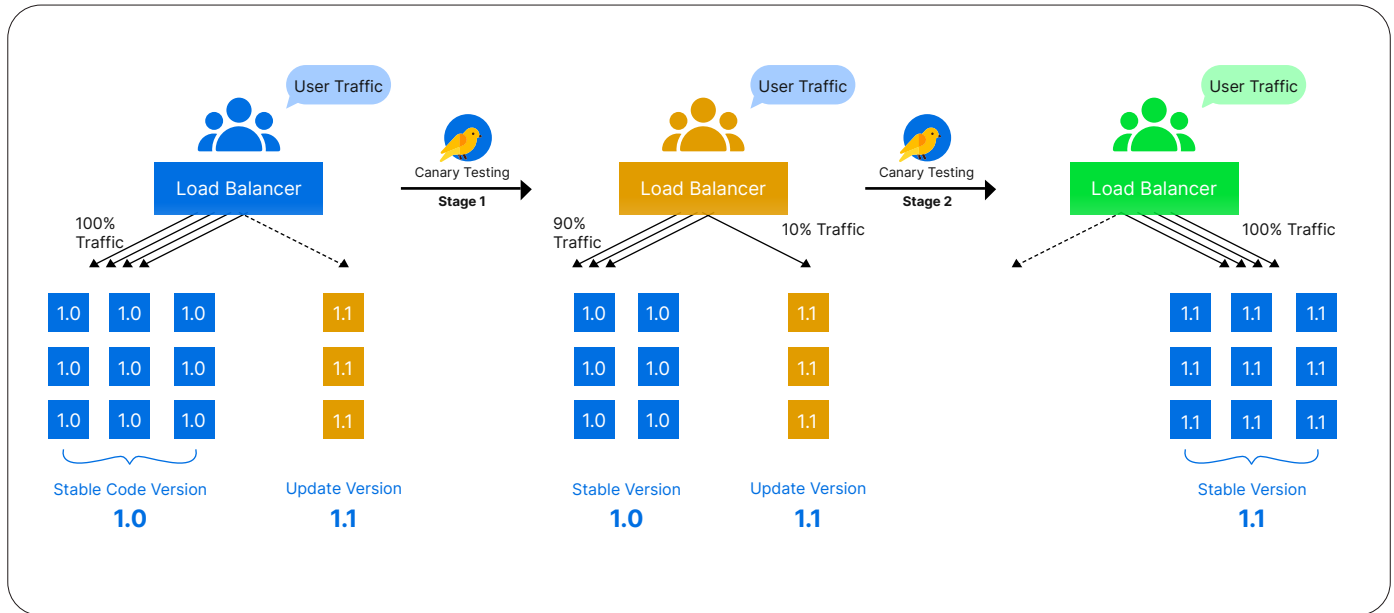 User Traffic
User Traffic
User Traffic
Canary Testing
Stage 1
Canary Testing
Stage 2
Load Balancer
Load Balancer
Load Balancer
100%
Traffic
90%
Traffic
10% Traffic
100% Traffic
1.0 1.0 1.0 1.1 1.0 1.0 1.1 1.1 1.1 1.1
1.0 1.0 1.0 1.1 1.0 1.0 1.1 1.1 1.1 1.1
1.0 1.0 1.0 1.1 1.0 1.0 1.1 1.1 1.1 1.1
Stable Code Version
1.0
Update Version
1.1
Stable Version
1.0
Update Version
1.1
Stable Version
1.1